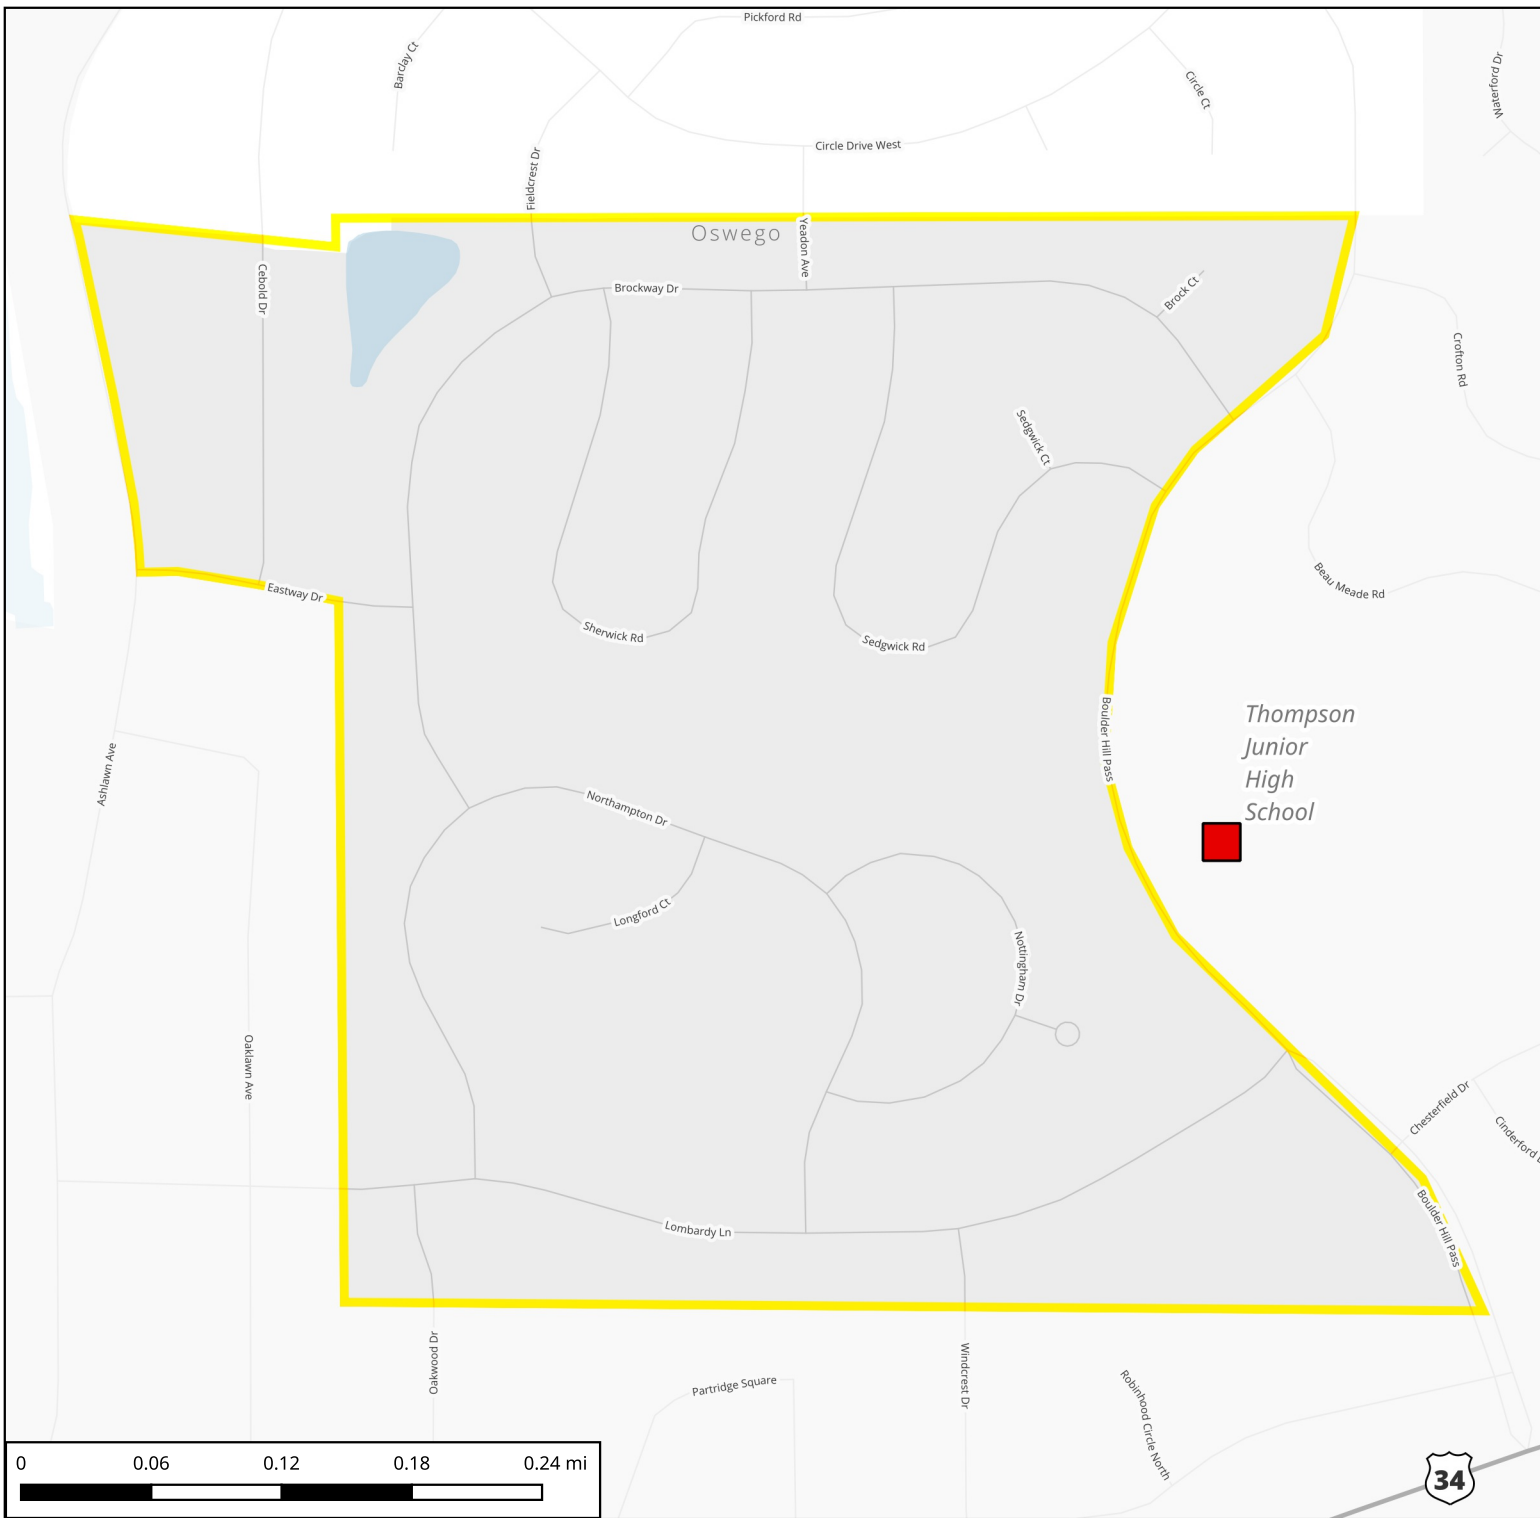 Pickford Rd
Barclay Ct
Circle Ct
Waterford Dr
Circle Drive West
Fieldcrest Dr
Oswego
Yeadon Ave
Cebold Dr
Brockway Dr
Brock Ct
Crofton Rd
Sedgwick Ct
Eastway Dr
Beau Meade Rd
Sherwick Rd
Sedgwick Rd
Boulder Hill Pass
Thompson
Junior
High
School
Ashlawn Ave
Northampton Dr
Longford Ct
Nottingham Dr
Oaklawn Ave
Chesterfield Dr
Cinderford
Boulder Hill Pass
Lombardy Ln
Oakwood Dr
Windcrest Dr
Partridge Square
Robinhood Circle North
0 0.06 0.12 0.18 0.24 mi
34